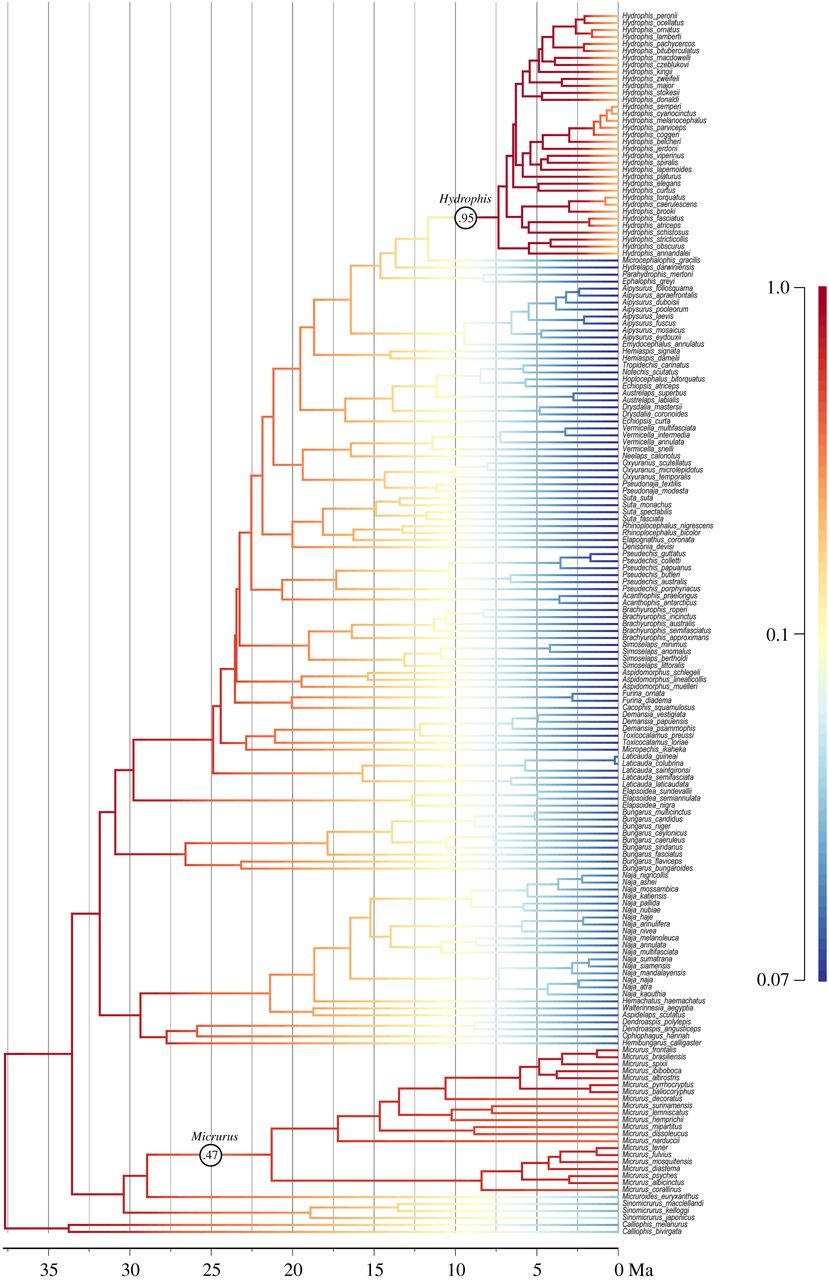 Hydrophis_peronii
Hydrophis_ocellatus
Hydrophis_ornatus
Hydrophis_lamberti
Hydrophis_pachycercos
Hydrophis_bituberculatus
Hydrophis_macdowelli
Hydrophis_czeblukovi
Hydrophis_kingii
Hydrophis_zweifeli
Hydrophis_major
Hydrophis_stokesii
Hydrophis_donaldi
Hydrophis_semperi
Hydrophis_cyanocinctus
Hydrophis_melanocephalus
Hydrophis_parviceps
Hydrophis_coggeri
Hydrophis_belcheri
Hydrophis_jerdonii
Hydrophis_viperinus
Hydrophis_spiralis
Hydrophis_lapemoides
Hydrophis_platurus
Hydrophis_elegans
Hydrophis_curtus
Hydrophis_torquatus
Hydrophis_caerulescens
Hydrophis_brooki
Hydrophis_fasciatus
Hydrophis_atriceps
Hydrophis_schistosus
Hydrophis_stricticollis
Hydrophis_obscurus
Hydrophis_annandalei
Microcephalophis_gracilis
Hydrelaps_darwiniensis
Parahydrophis_mertoni
Ephalophis_greyi
Aipysurus_foliosquama
Aipysurus_apraefrontalis
Aipysurus_duboisii
Aipysurus_pooleorum
Aipysurus_laevis
Aipysurus_fuscus
Aipysurus_mosaicus
Aipysurus_eydouxii
Emydocephalus_annulatus
Hemiaspis_signata
Hemiaspis_damelii
Tropidechis_carinatus
Notechis_scutatus
Hoplocephalus_bitorquatus
Echiopsis_atriceps
Austrelaps_superbus
Austrelaps_labialis
Drysdalia_mastersii
Drysdalia_coronoides
Echiopsis_curta
Vermicella_multifasciata
Vermicella_intermedia
Vermicella_annulata
Vermicella_snelli
Neelaps_calonotus
Oxyuranus_scutellatus
Oxyuranus_microlepidotus
Oxyuranus_temporalis
Pseudonaja_textilis
Pseudonaja_modesta
Suta_suta
Suta_monachus
Suta_spectabilis
Suta_fasciata
Rhinoplocephalus_nigrescens
Rhinoplocephalus_bicolor
Elapognathus_coronata
Denisonia_devisi
Pseudechis_guttatus
Pseudechis_colletti
Pseudechis_papuanus
Pseudechis_butleri
Pseudechis_australis
Pseudechis_porphyriacus
Acanthophis_praelongus
Acanthophis_antarcticus
Brachyurophis_roperi
Brachyurophis_incinctus
Brachyurophis_australis
Brachyurophis_semifasciatus
Brachyurophis_approximans
Simoselaps_minimus
Simoselaps_anomalus
Simoselaps_bertholdi
Simoselaps_littoralis
Aspidomorphus_schlegeli
Aspidomorphus_lineaticollis
Aspidomorphus_muelleri
Furina_ornata
Furina_diadema
Cacophis_squamulosus
Demansia_vestigiata
Demansia_papuensis
Demansia_psammophis
Toxicocalamus_preussi
Toxicocalamus_loriae
Micropechis_ikaheka
Laticauda_guineai
Laticauda_colubrina
Laticauda_saintgironsi
Laticauda_semifasciata
Laticauda_laticaudata
Elapsoidea_sundevallii
Elapsoidea_semiannulata
Elapsoidea_nigra
Bungarus_multicinctus
Bungarus_candidus
Bungarus_niger
Bungarus_ceylonicus
Bungarus_caeruleus
Bungarus_sindanus
Bungarus_fasciatus
Bungarus_flaviceps
Bungarus_bungaroides
Naja_nigricollis
Naja_ashei
Naja_mossambica
Naja_katiensis
Naja_pallida
Naja_nubiae
Naja_haje
Naja_annulifera
Naja_nivea
Naja_melanoleuca
Naja_annulata
Naja_multifasciata
Naja_sumatrana
Naja_siamensis
Naja_mandalayensis
Naja_naja
Naja_atra
Naja_kaouthia
Hemachatus_haemachatus
Walterinnesia_aegyptia
Aspidelaps_scutatus
Dendroaspis_polylepis
Dendroaspis_angusticeps
Ophiophagus_hannah
Hemibungarus_calligaster
Micrurus_frontalis
Micrurus_brasiliensis
Micrurus_spixii
Micrurus_ibiboboca
Micrurus_altirostris
Micrurus_pyrrhocryptus
Micrurus_baliocoryphus
Micrurus_decoratus
Micrurus_surinamensis
Micrurus_lemniscatus
Micrurus_hemprichii
Micrurus_mipartitus
Micrurus_dissoleucus
Micrurus_narduccii
Micrurus_tener
Micrurus_fulvius
Micrurus_mosquitensis
Micrurus_diastema
Micrurus_psyches
Micrurus_albicinctus
Micrurus_corallinus
Micruroides_euryxanthus
Sinomicrurus_macclellandi
Sinomicrurus_kelloggi
Sinomicrurus_japonicus
Calliophis_melanurus
Calliophis_bivirgata
Hydrophis
.95
Micrurus
.47
1.0
0.1
0.07
35 30 25 20 15 10 5 0 Ma